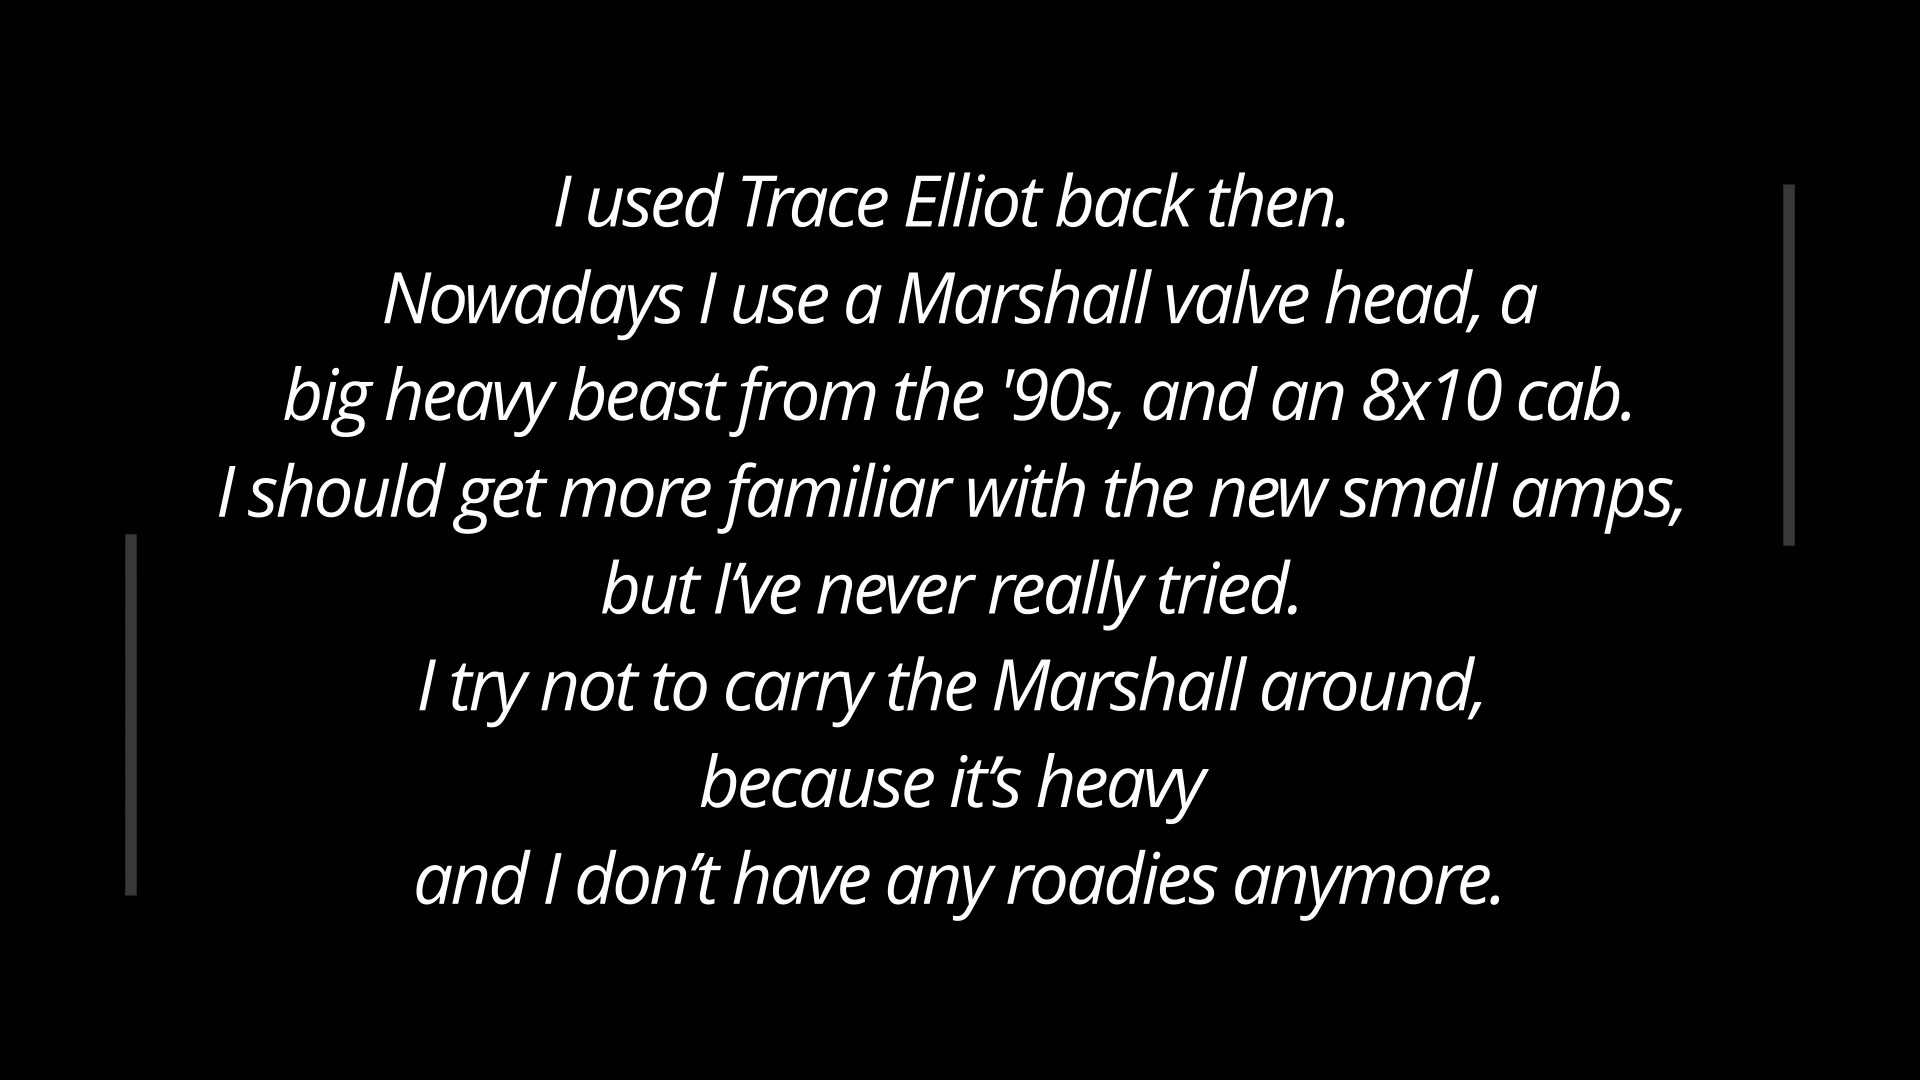 I used Trace Elliot back then.
Nowadays I use a Marshall valve head, a
big heavy beast from the '90s, and an 8x10 cab.
I should get more familiar with the new small amps,
but I’ve never really tried.
I try not to carry the Marshall around,
because it’s heavy
and I don’t have any roadies anymore.